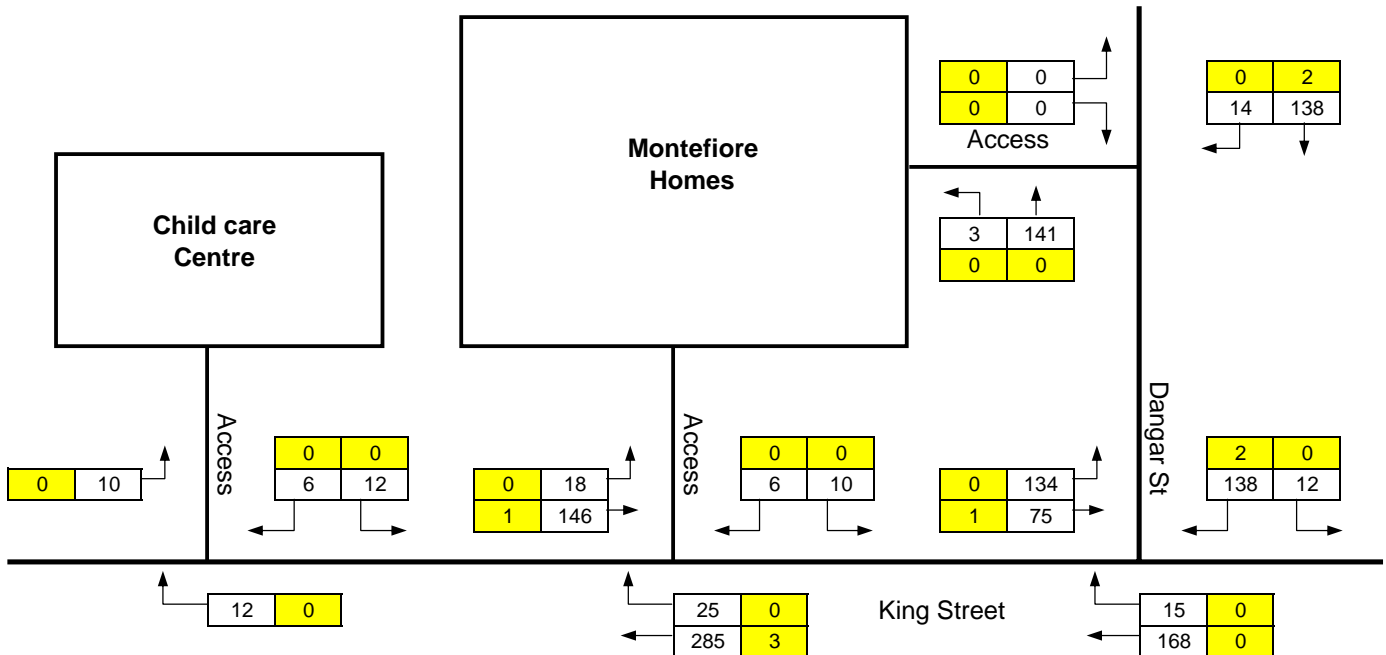 0 0
0 0
Access
0 2
14 138
Montefiore
Homes
Child care
Centre
3 141
0 0
Access
Access
Dangar St
0 10
0 0
6 12
0 18
1 146
0 0
6 10
0 134
1 75
2 0
138 12
12 0
25 0
285 3
King Street
15 0
168 0